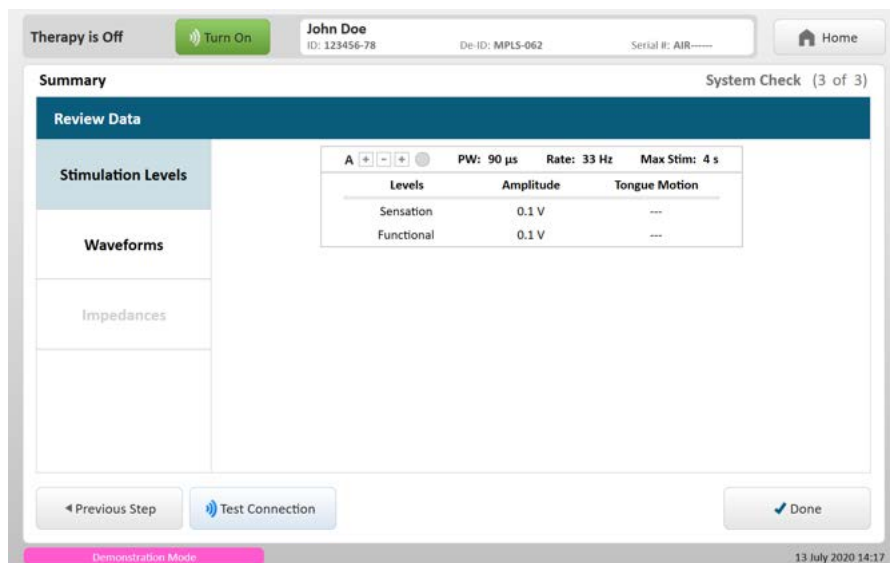 Therapy is Off
Turn On
John Doe
ID: 123456-78 De-ID: MPLS-062 Serial #: AIR------
Home
Summary
System Check (3 of 3)
Review Data
Stimulation Levels
Waveforms
Impedances
A + - + PW: 90 µs Rate: 33 Hz Max Stim: 4 s
Levels Amplitude Tongue Motion
Sensation 0.1 V ---
Functional 0.1 V ---
Previous Step
Test Connection
Done
Demonstration Mode
13 July 2020 14:17